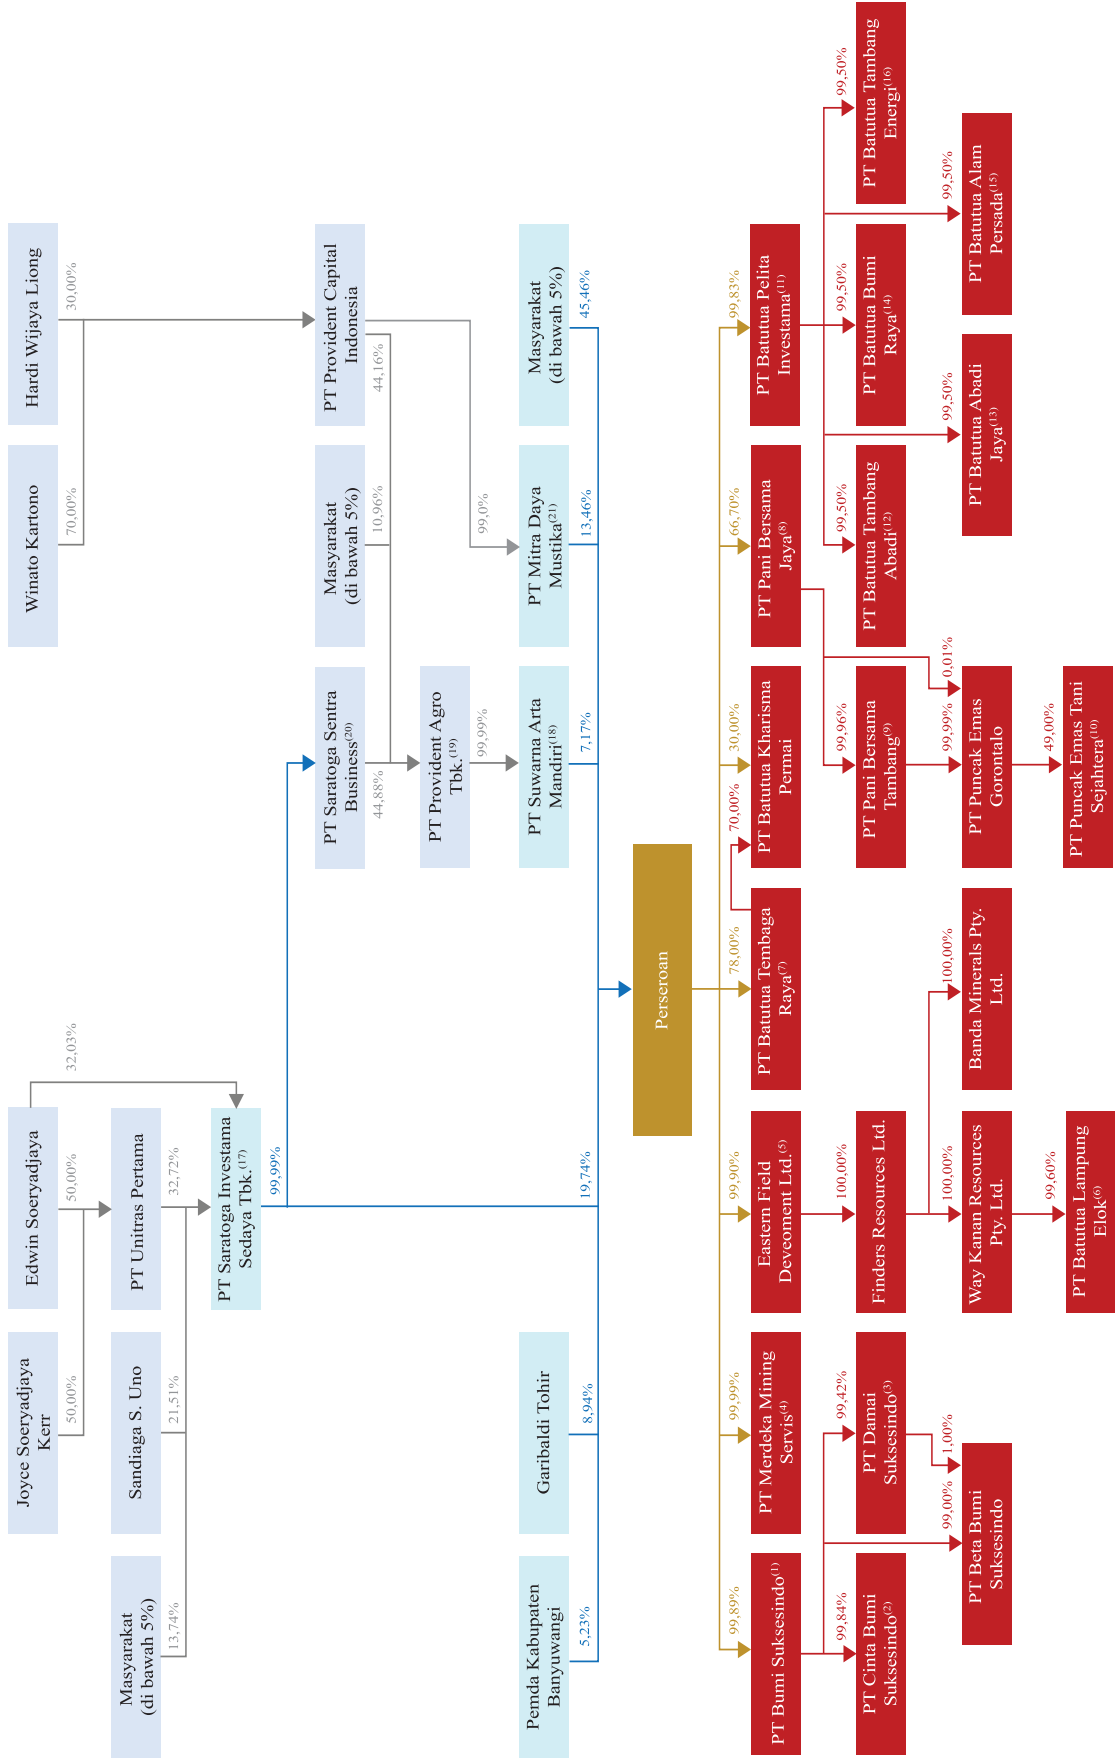 Joyce Soeryadjaya
Kerr
Edwin Soeryadjaya
Winato Kartono
Hardi Wijaya Liong
50,00%
50,00%
32,03%
70,00%
30,00%
Masyarakat
(di bawah 5%)
Sandiaga S. Uno
PT Unitras Pertama
13,74%
21,51%
32,72%
PT Saratoga Investama
Sedaya Tbk.(17)
99,99%
PT Saratoga Sentra
Business(20)
Masyarakat
(di bawah 5%)
PT Provident Capital
Indonesia
44,88%
10,96%
44,16%
PT Provident Agro
Tbk.(19)
99,99%
99,0%
Pemda Kabupaten
Banyuwangi
Garibaldi Tohir
PT Suwarna Arta
Mandiri(18)
PT Mitra Daya
Mustika(21)
Masyarakat
(di bawah 5%)
5,23%
8,94%
19,74%
7,17%
13,46%
45,46%
Perseroan
99,89%
99,99%
99,90%
78,00%
70,00%
30,00%
66,70%
99,83%
PT Bumi Suksesindo(1)
PT Merdeka Mining
Servis(4)
Eastern Field
Deveoment Ltd.(5)
PT Batutua Tembaga
Raya(7)
PT Batutua Kharisma
Permai
PT Pani Bersama
Jaya(8)
PT Batutua Pelita
Investama(11)
99,84%
99,42%
100,00%
99,96%
99,50%
99,50%
99,50%
PT Cinta Bumi
Suksesindo(2)
PT Damai
Suksesindo(3)
Finders Resources Ltd.
PT Pani Bersama
Tambang(9)
PT Batutua Tambang
Abadi(12)
PT Batutua Bumi
Raya(14)
PT Batutua Tambang
Energi(16)
99,00%
1,00%
100,00%
100,00%
99,99%
0,01%
99,50%
99,50%
PT Beta Bumi
Suksesindo
Way Kanan Resources
Pty. Ltd.
Banda Minerals Pty.
Ltd.
PT Puncak Emas
Gorontalo
PT Batutua Abadi
Jaya(13)
PT Batutua Alam
Persada(15)
99,60%
49,00%
PT Batutua Lampung
Elok(6)
PT Puncak Emas Tani
Sejahtera(10)